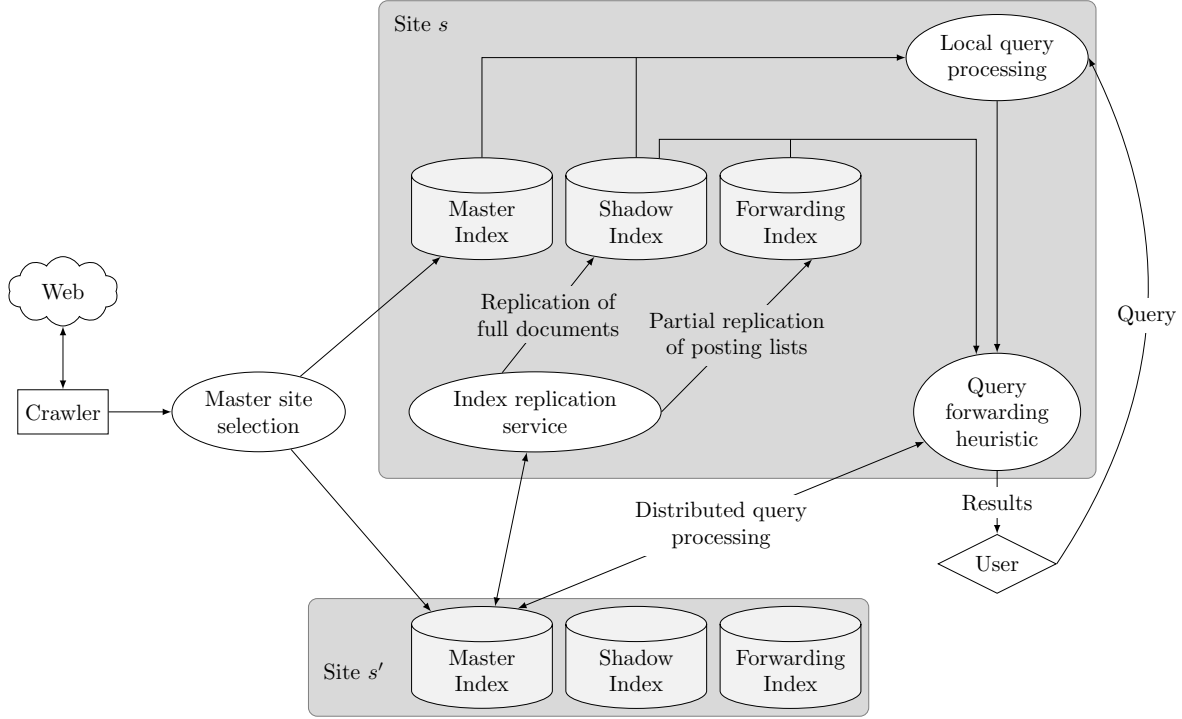 Site s
Local query
processing
Master
Index
Shadow
Index
Forwarding
Index
Web
Replication of
full documents
Partial replication
of posting lists
Query
Crawler
Master site
selection
Index replication
service
Query
forwarding
heuristic
Distributed query
processing
Results
User
Site s′
Master
Index
Shadow
Index
Forwarding
Index